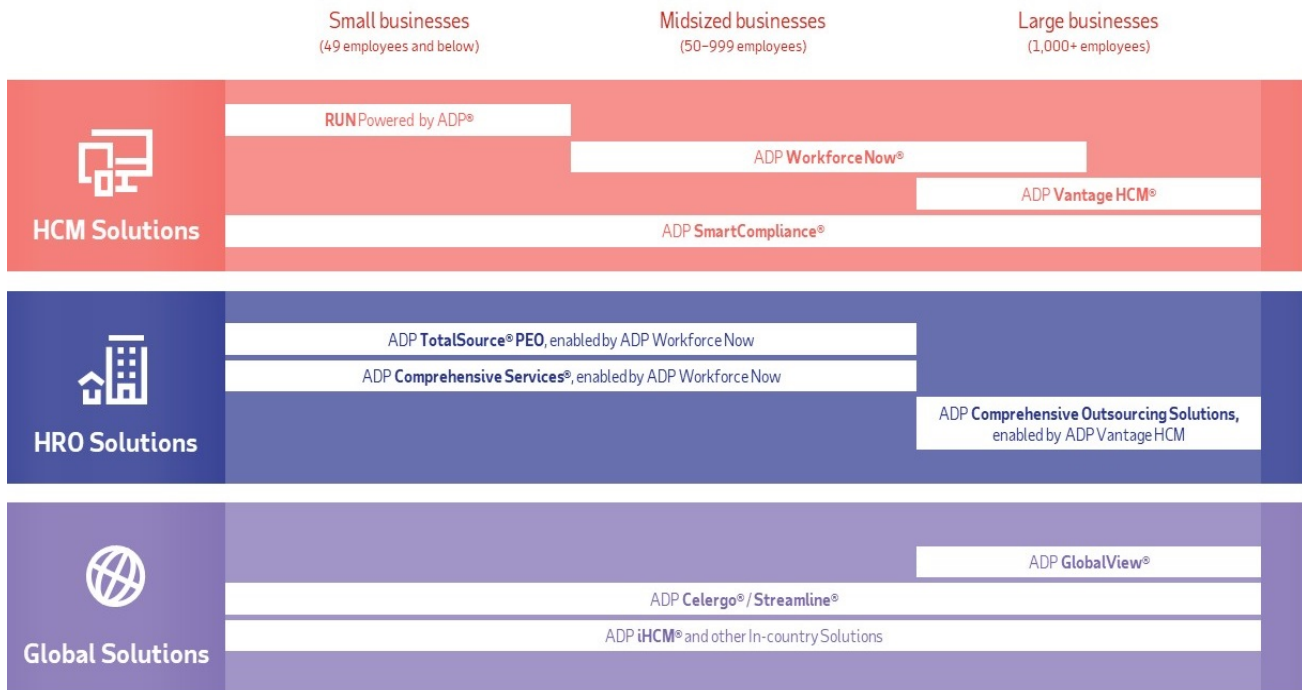 Small businesses
(49 employees and below)
Midsized businesses
(50–999 employees)
Large businesses
(1,000+ employees)
HCM Solutions
RUN Powered by ADP®
ADP Workforce Now®
ADP Vantage HCM®
ADP SmartCompliance®
HRO Solutions
ADP TotalSource® PEO, enabled by ADP Workforce Now
ADP Comprehensive Services®, enabled by ADP Workforce Now
ADP Comprehensive Outsourcing Solutions,
enabled by ADP Vantage HCM
Global Solutions
ADP GlobalView®
ADP Celergo® / Streamline®
ADP iHCM® and other In-country Solutions